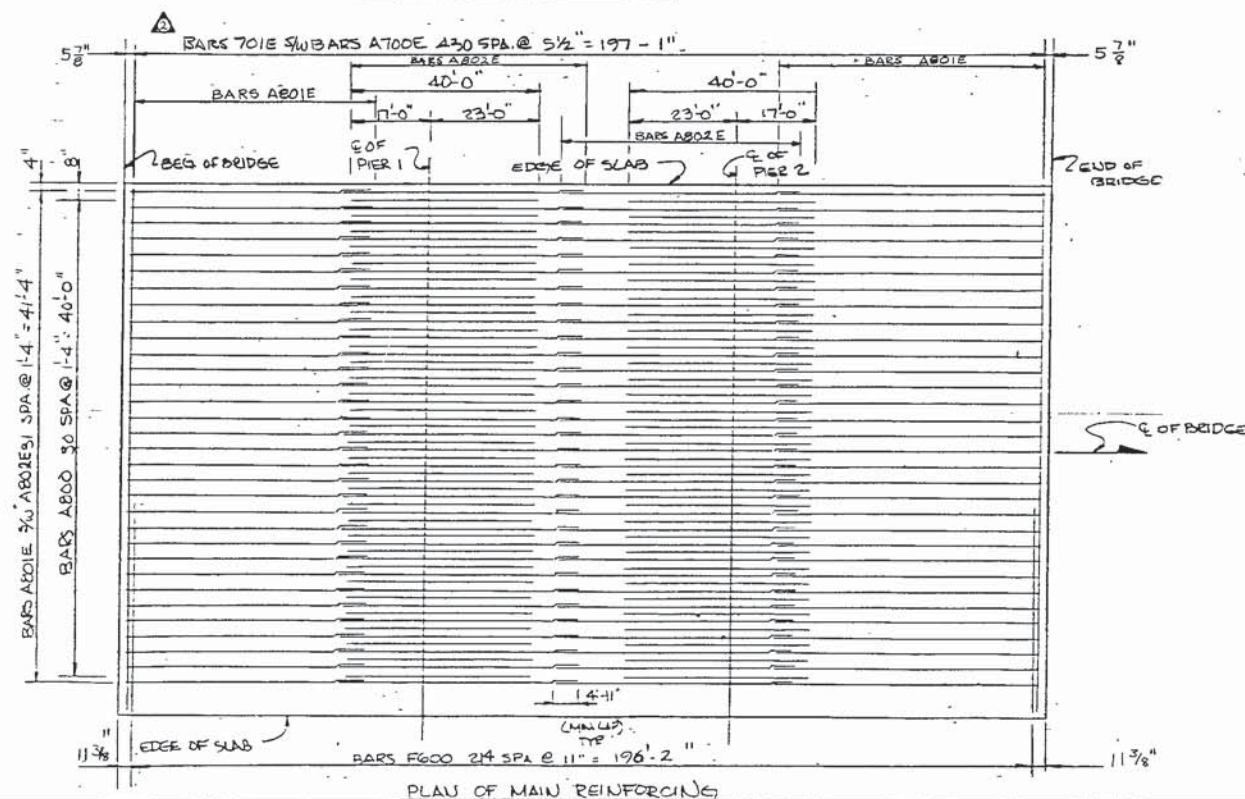 2
BARS 701E S/W BARS A700E 430 SPA. @ 5½" = 197 - 1"
5 7/8"
5 7/8"
BARS A802E
BARS A801E
40'-0"
40'-0"
BARS A801E
17'-0"
23'-0"
23'-0"
17'-0"
BARS A802E
4"
8"
BEG OF BRIDGE
℄ OF PIER 1
EDGE OF SLAB
℄ OF PIER 2
END OF BRIDGE
BARS A801E S/W A802E 31 SPA. @ 1'-4" = 41'-4"
BARS A800 30 SPA @ 1'-4" = 40'-0"
℄ OF BRIDGE
4'-11"
(MIN LAP)
TYP
EDGE OF SLAB
11 3/8"
BARS F600 214 SPA @ 11" = 196'-2"
11 3/8"
PLAN OF MAIN REINFORCING